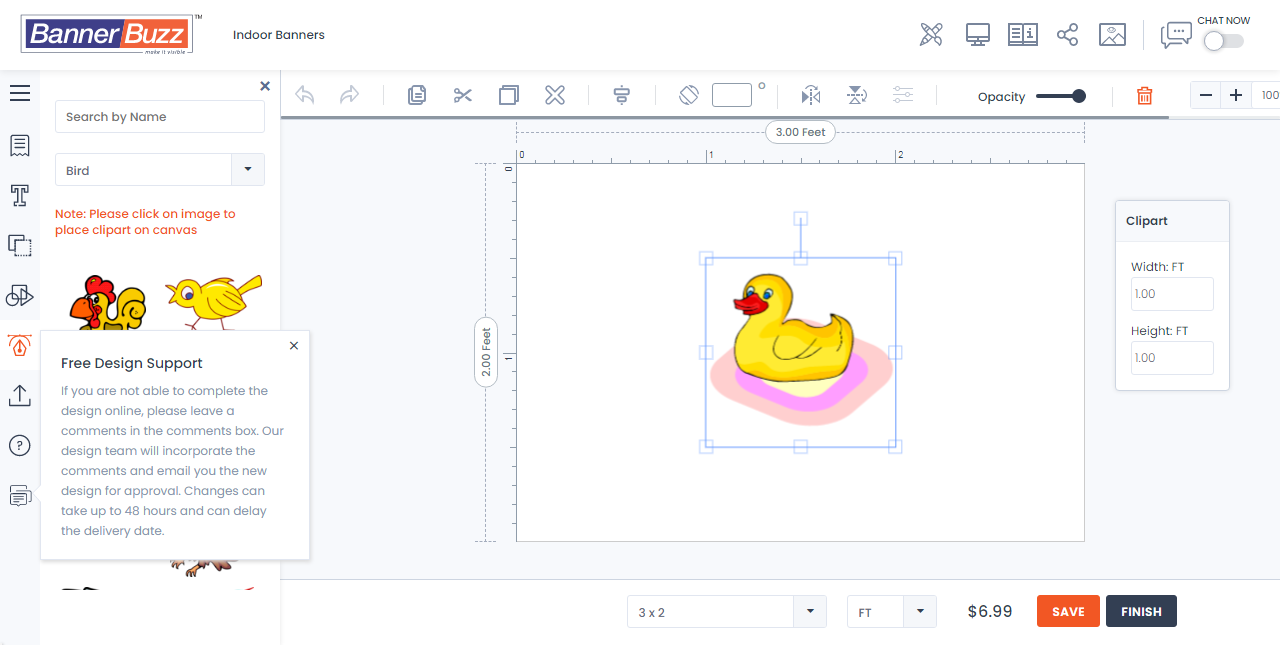 BannerBuzz™
make it visible
Indoor Banners
CHAT NOW
Search by Name
Bird
Note: Please click on image to
place clipart on canvas
Free Design Support
If you are not able to complete the
design online, please leave a
comments in the comments box. Our
design team will incorporate the
comments and email you the new
design for approval. Changes can
take up to 48 hours and can delay
the delivery date.
Opacity
100
3.00 Feet
0
1
2
0
1
2.00 Feet
Clipart
Width: FT
1.00
Height: FT
1.00
3 x 2
FT
$6.99
SAVE
FINISH